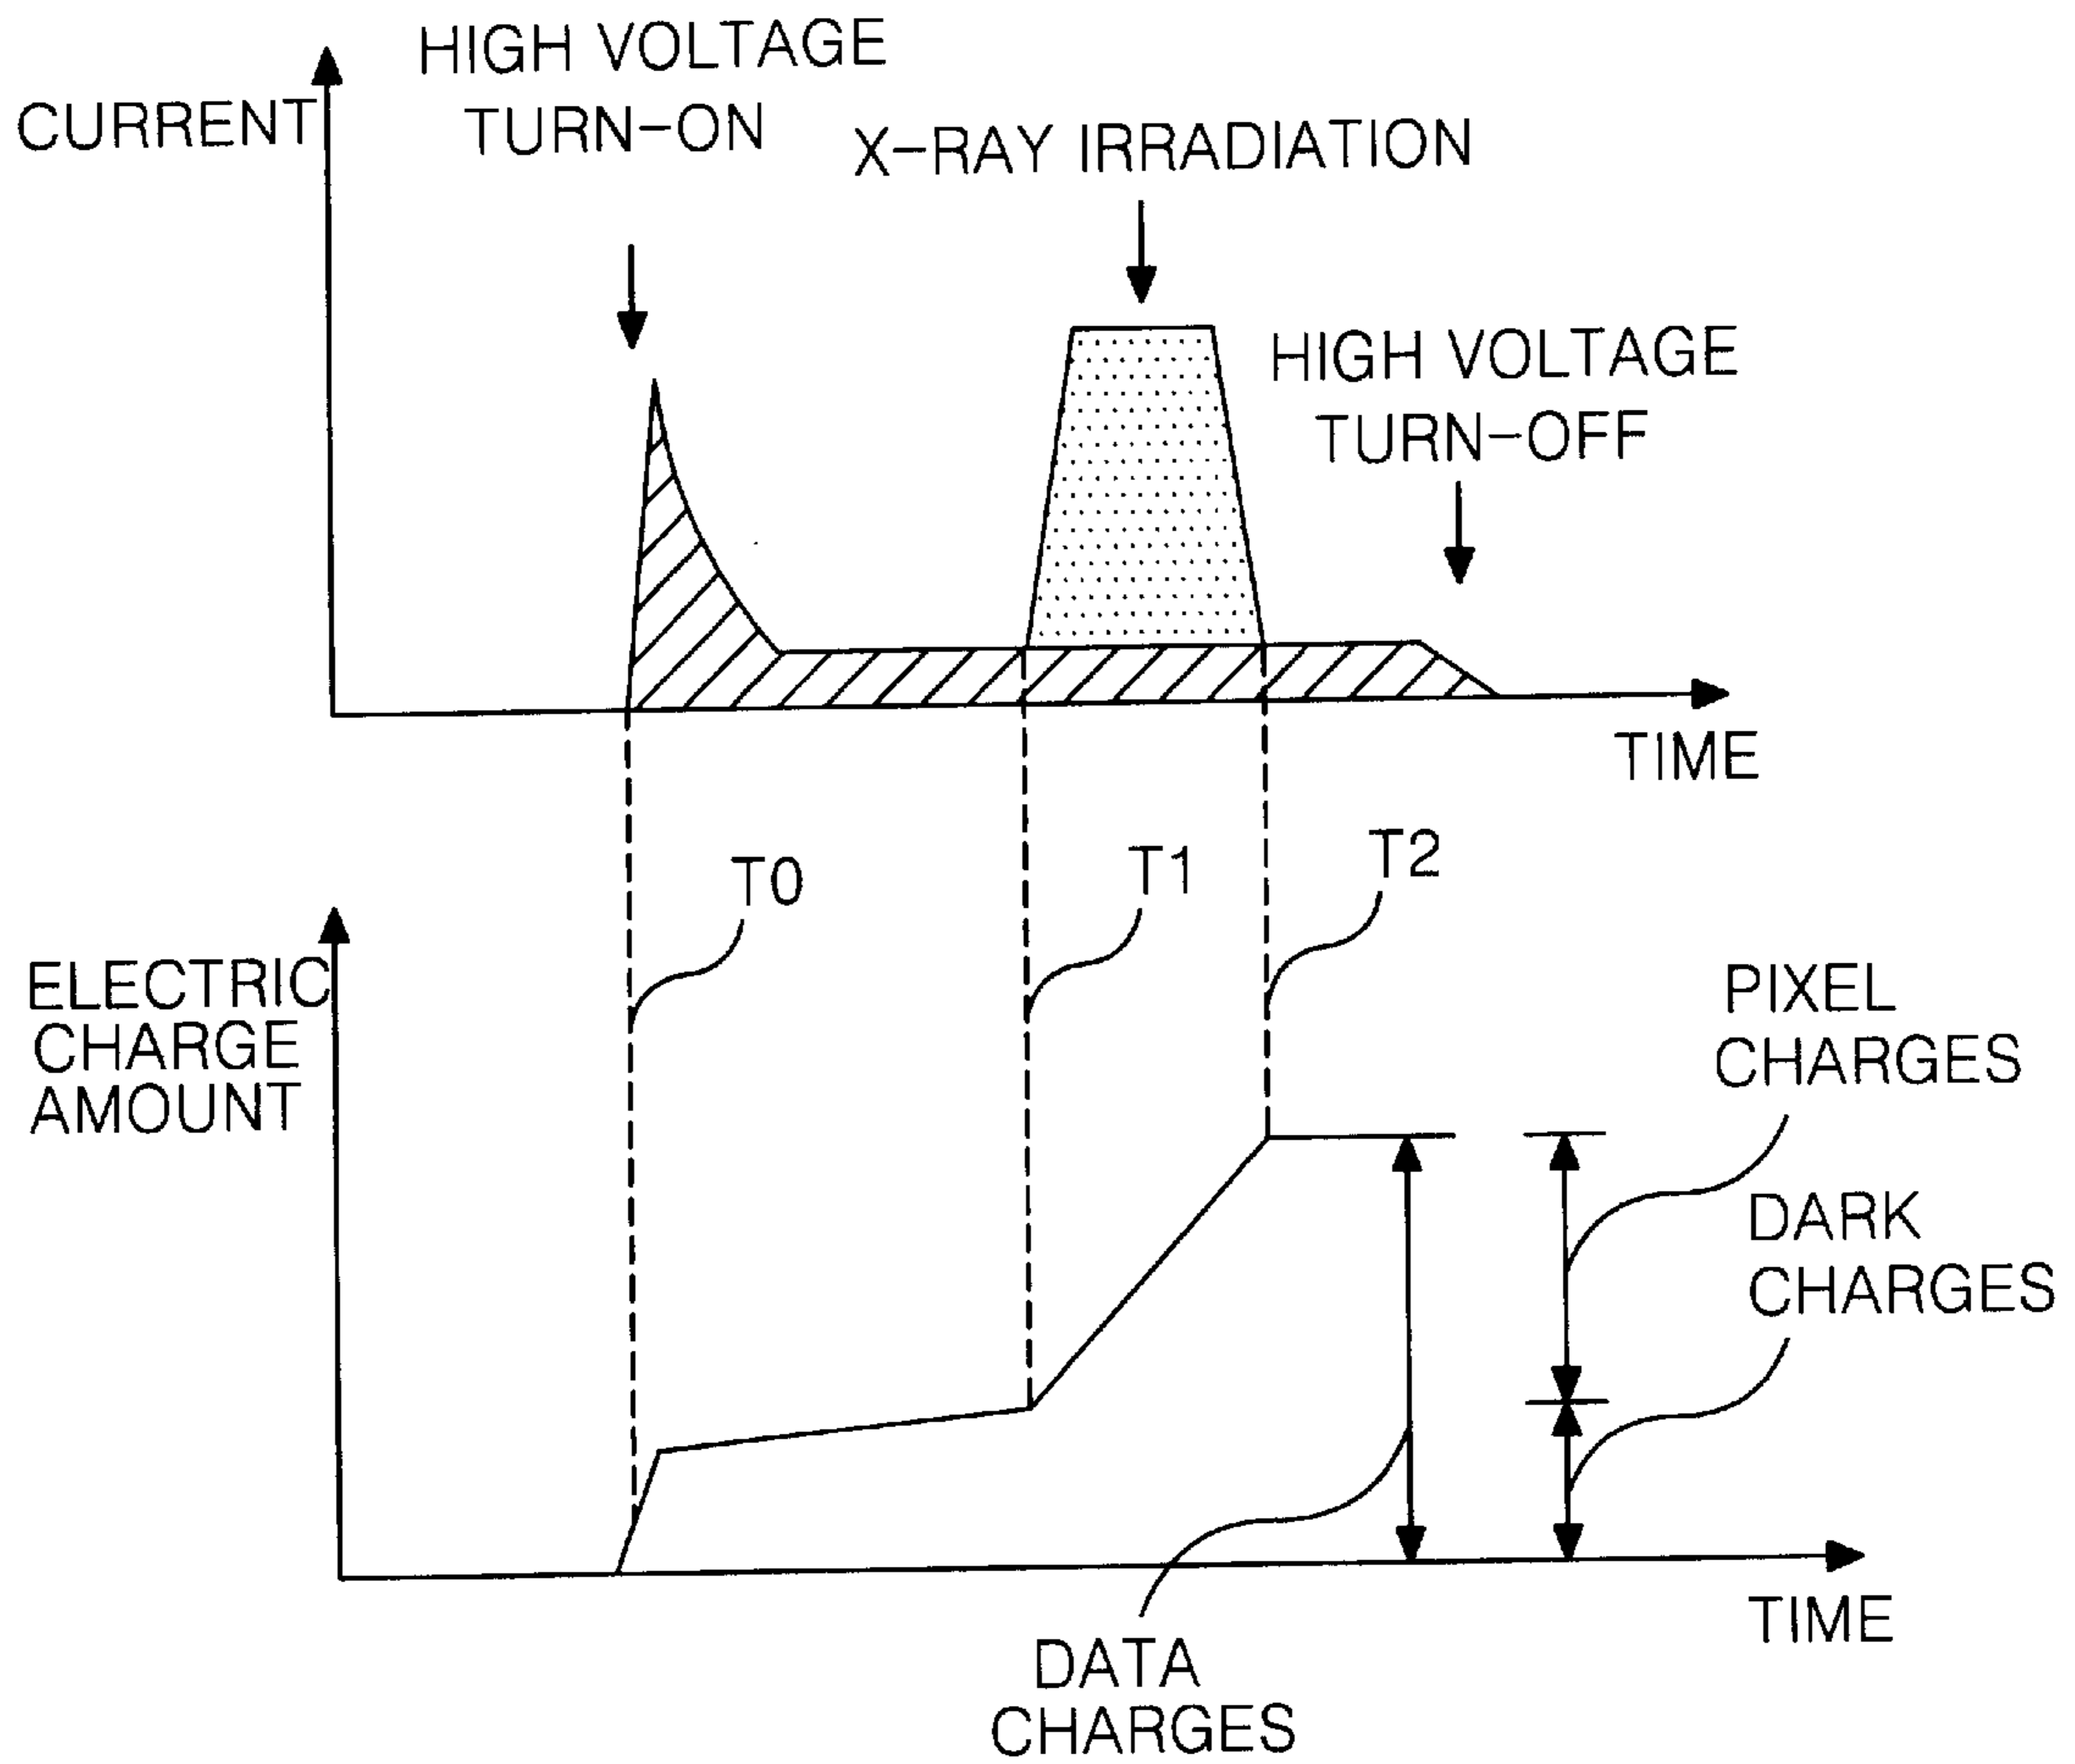 HIGH VOLTAGE
TURN-ON
CURRENT
X-RAY IRRADIATION
HIGH VOLTAGE
TURN-OFF
TIME
T0
T1
T2
ELECTRIC
CHARGE
AMOUNT
PIXEL
CHARGES
DARK
CHARGES
TIME
DATA
CHARGES